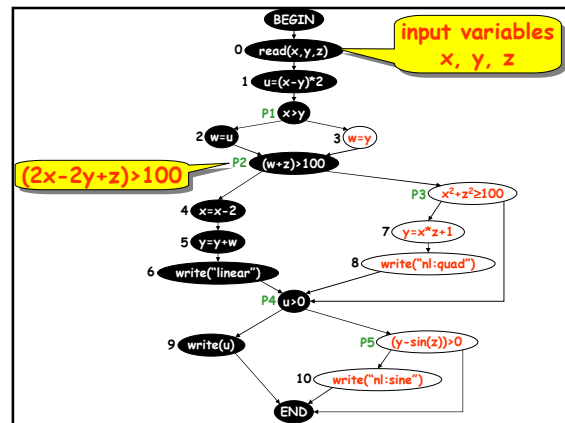 BEGIN
input variables
x, y, z
0 read(x,y,z)
1 u=(x-y)*2
P1 x>y
2 w=u
3 w=y
P2 (w+z)>100
(2x-2y+z)>100
P3 x²+z²≥100
4 x=x-2
7 y=x*z+1
5 y=y+w
6 write("linear")
8 write("nl:quad")
P4 u>0
9 write(u)
P5 (y-sin(z))>0
10 write("nl:sine")
END